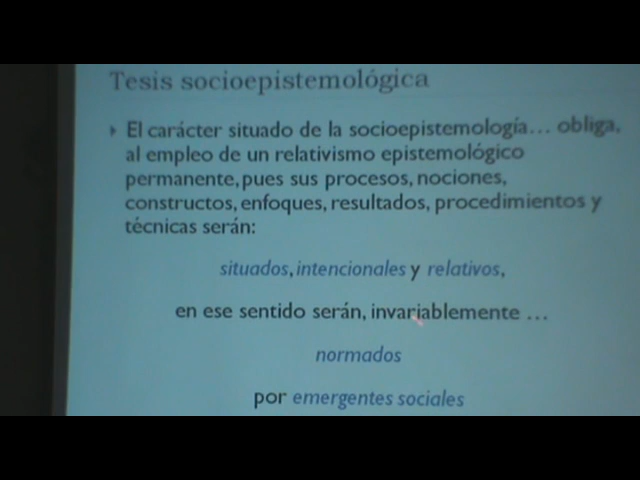 Tesis socioepistemológica
El carácter situado de la socioepistemología... obliga,
al empleo de un relativismo epistemológico
permanente, pues sus procesos, nociones,
constructos, enfoques, resultados, procedimientos y
técnicas serán:
situados, intencionales y relativos,
en ese sentido serán, invariablemente ...
normados
por emergentes sociales